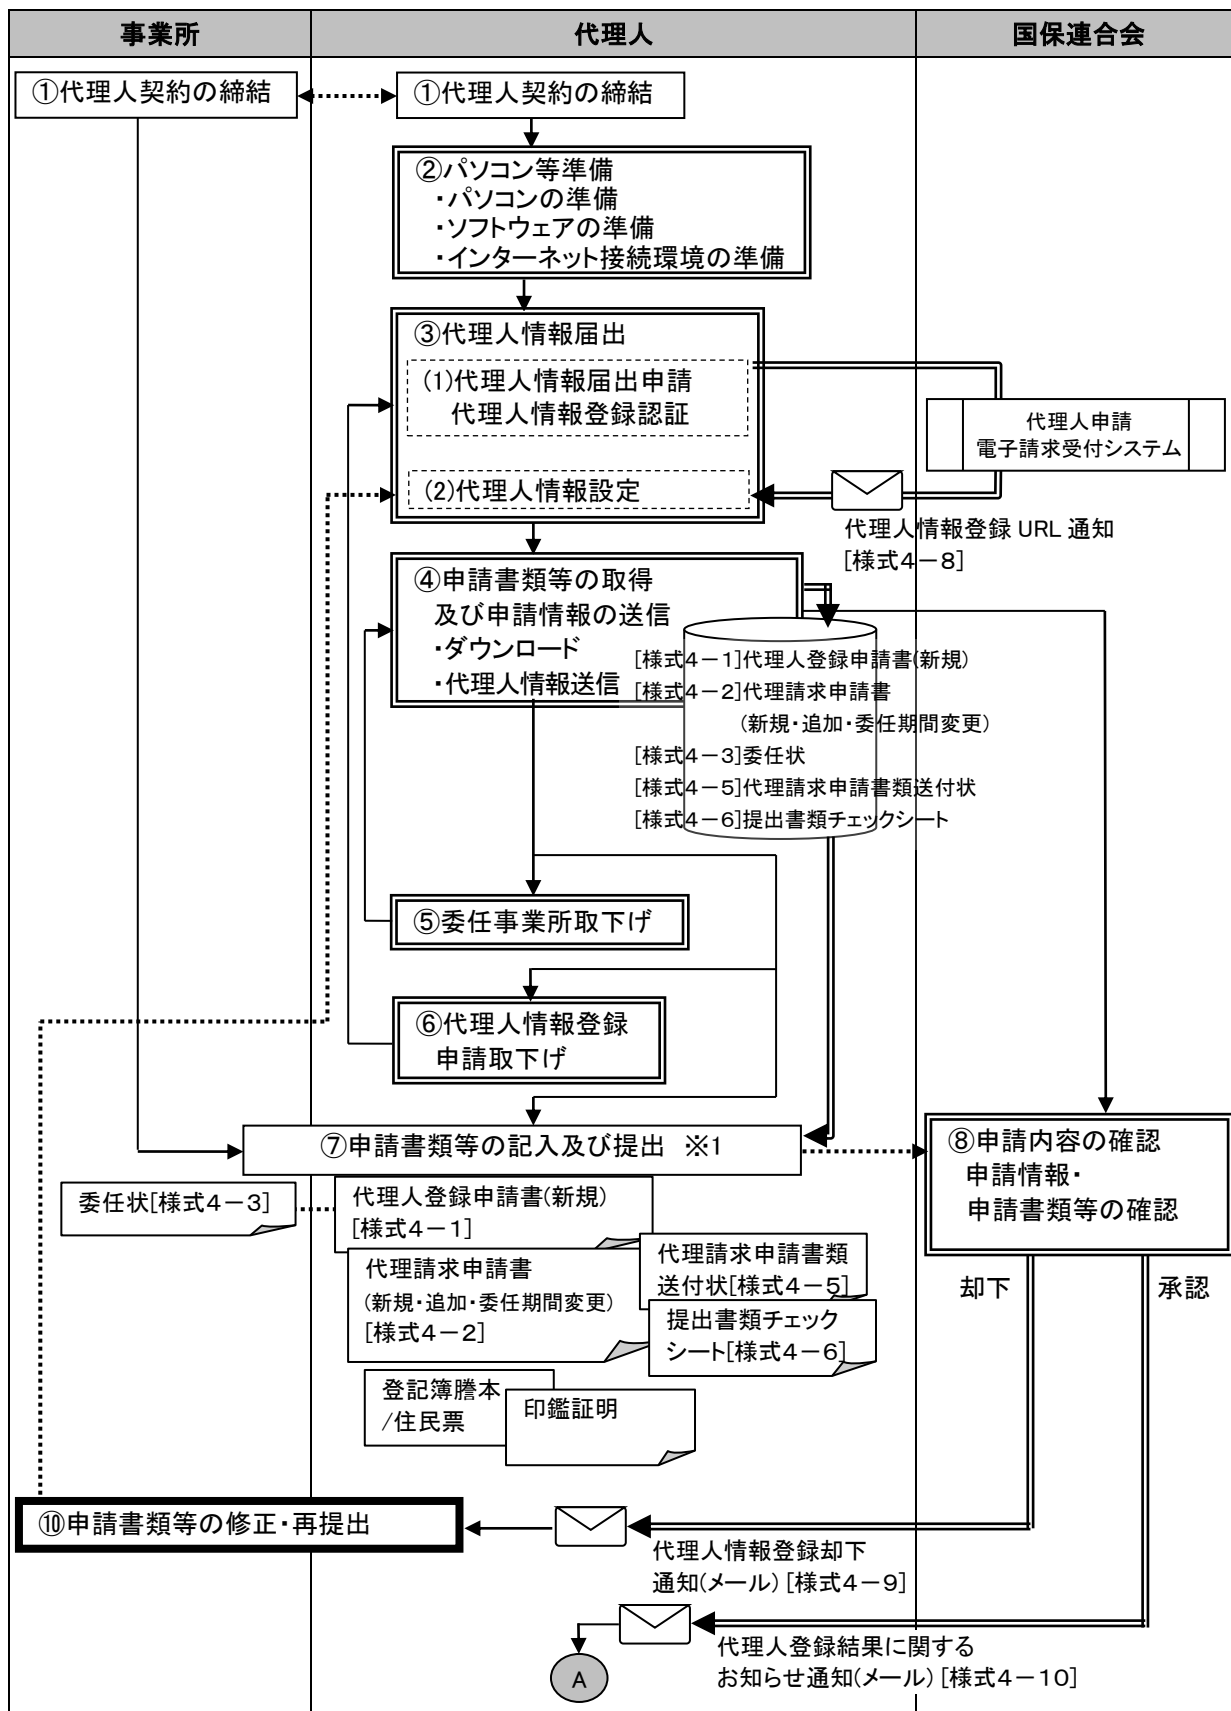 事業所
代理人
国保連合会
①代理人契約の締結
①代理人契約の締結
②パソコン等準備
・パソコンの準備
・ソフトウェアの準備
・インターネット接続環境の準備
③代理人情報届出
(1)代理人情報届出申請
代理人情報登録認証
(2)代理人情報設定
代理人申請
電子請求受付システム
代理人情報登録 URL 通知
[様式4-8]
④申請書類等の取得
及び申請情報の送信
・ダウンロード
・代理人情報送信
[様式4-1]代理人登録申請書(新規)
[様式4-2]代理請求申請書
(新規・追加・委任期間変更)
[様式4-3]委任状
[様式4-5]代理請求申請書類送付状
[様式4-6]提出書類チェックシート
⑤委任事業所取下げ
⑥代理人情報登録
申請取下げ
⑦申請書類等の記入及び提出 ※1
⑧申請内容の確認
申請情報・
申請書類等の確認
委任状[様式4-3]
代理人登録申請書(新規)
[様式4-1]
代理請求申請書
(新規・追加・委任期間変更)
[様式4-2]
代理請求申請書類
送付状[様式4-5]
提出書類チェック
シート[様式4-6]
登記簿謄本
/住民票
印鑑証明
却下
承認
⑩申請書類等の修正・再提出
代理人情報登録却下
通知(メール) [様式4-9]
代理人登録結果に関する
お知らせ通知(メール) [様式4-10]
A